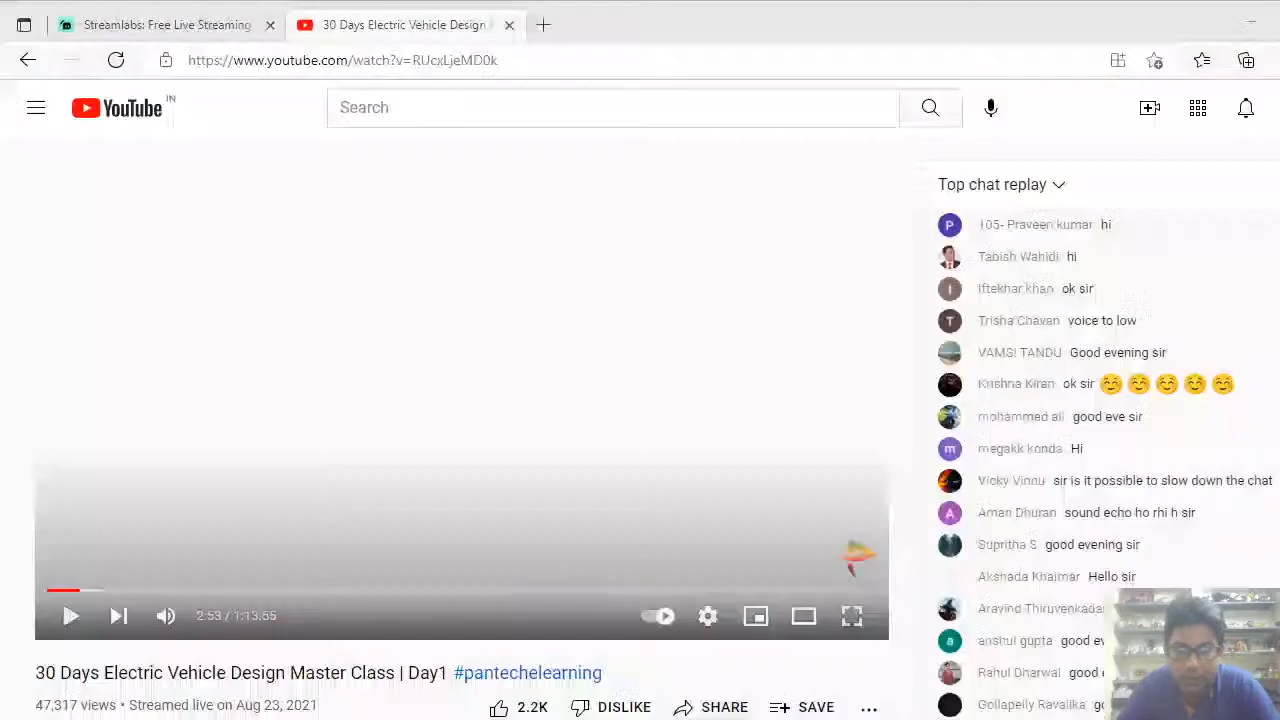 Streamlabs: Free Live Streaming
30 Days Electric Vehicle Design
https://www.youtube.com/watch?v=RUcxLjeMD0k
YouTube IN
Search
Top chat replay
P 105- Praveen kumar hi
Tabish Wahidi hi
I Iftekhar khan ok sir
T Trisha Chavan voice to low
VAMSI TANDU Good evening sir
Krishna Kiran ok sir ☺️☺️☺️☺️☺️
mohammed ali good eve sir
m megakk konda Hi
Vicky Vinnu sir is it possible to slow down the chat
A Aman Dhuran sound echo ho rhi h sir
Supritha S good evening sir
Akshada Khaimar Hello sir
Aravind Thiruvenkada
a anshul gupta good ev
Rahul Dharwal good
Gollapelly Ravalika
2:53 / 1:13:55
30 Days Electric Vehicle Design Master Class | Day1 #pantechelearning
47,317 views • Streamed live on Aug 23, 2021
2.2K DISLIKE SHARE SAVE ...